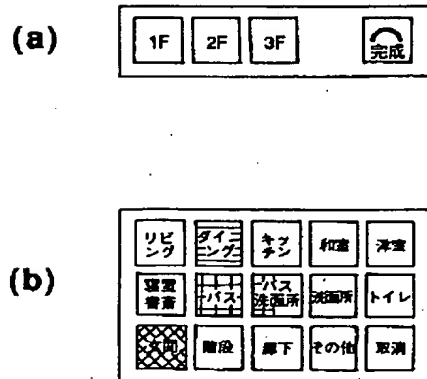 (a)
1F 2F 3F 完成
(b)
リビング ダイニング キッチン 和室 洋室
寝室書斎 バス バス洗面所 洗面所 トイレ
玄関 階段 廊下 その他 取消